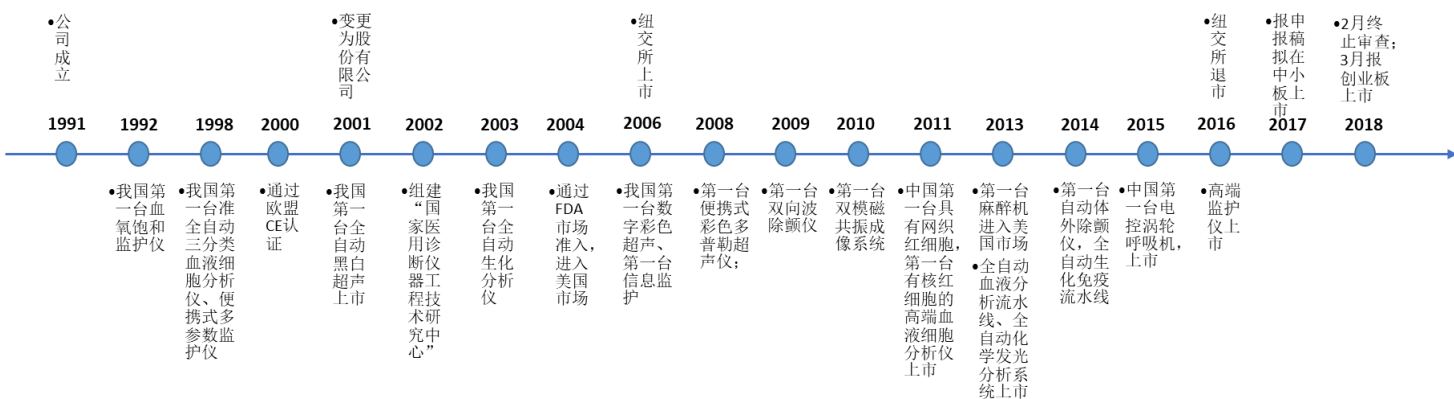 •公
司
成
立
•变更
为股
份有
限公
司
•纽
交
所
上
市
•纽
交
所
退
市
•报申
报稿
拟在
中小
板上
市
•2月终
止审查；
3月报
创业板
上市
1991
1992
1998
2000
2001
2002
2003
2004
2006
2008
2009
2010
2011
2013
2014
2015
2016
2017
2018
•我国第
一台血
氧饱和
监护仪
•我国第
一台准
全自动
三分类
血液细
胞分析
仪、便
携式多
参数监
护仪
•通过
欧盟
CE认
证
•我国
第一
台全
自动
黑白
超声
上市
•组建
“国
家医
用诊
断仪
器工
程技
术研
究中
心”
•我国
第一
台全
自动
生化
分析
仪
•通过
FDA
市场
准入，
进入
美国
市场
•我国第
一台数
字彩色
超声、
第一台
信息监
护
•第一台
便携式
彩色多
普勒超
声仪；
•第一台
双向波
除颤仪
•第一台
双模磁
共振成
像系统
•中国第
一台具
有网织
红细胞，
第一台
有核红
细胞的
高端血
液细胞
分析仪
上市
•第一台
麻醉机
进入美
国市场
•全自动
血液分
析流水
线、全
自动化
学发光
分析系
统上市
•第一台
自动体
外除颤
仪，全
自动生
化免疫
流水线
•中国第
一台电
控涡轮
呼吸机，
上市
•高端
监护
仪上
市